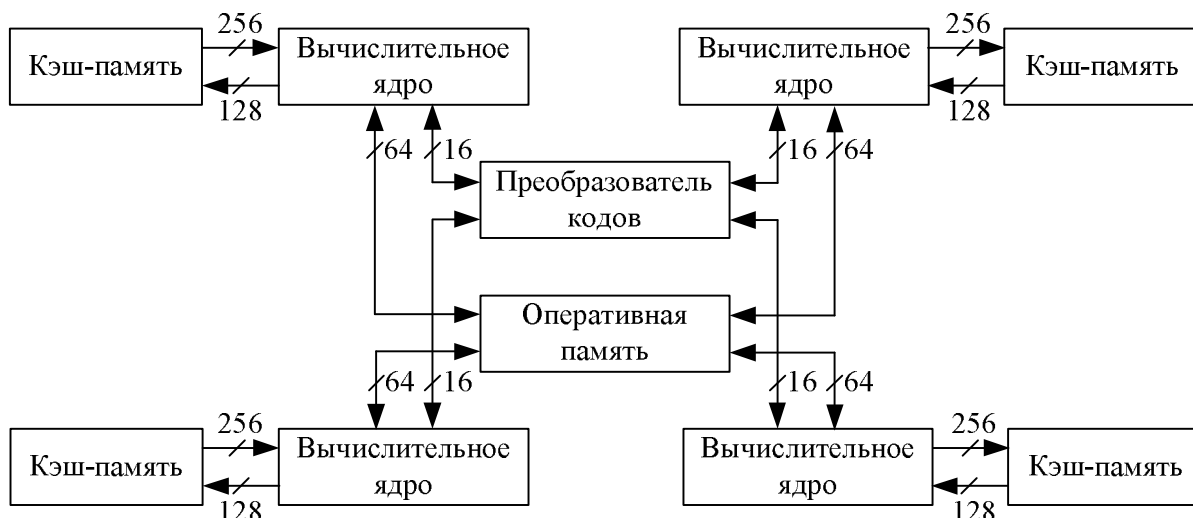 256
Кэш-память
128
Вычислительное
ядро
Вычислительное
ядро
256
Кэш-память
128
64
16
16
64
Преобразователь
кодов
Оперативная
память
64
16
16
64
256
Кэш-память
128
Вычислительное
ядро
Вычислительное
ядро
256
Кэш-память
128